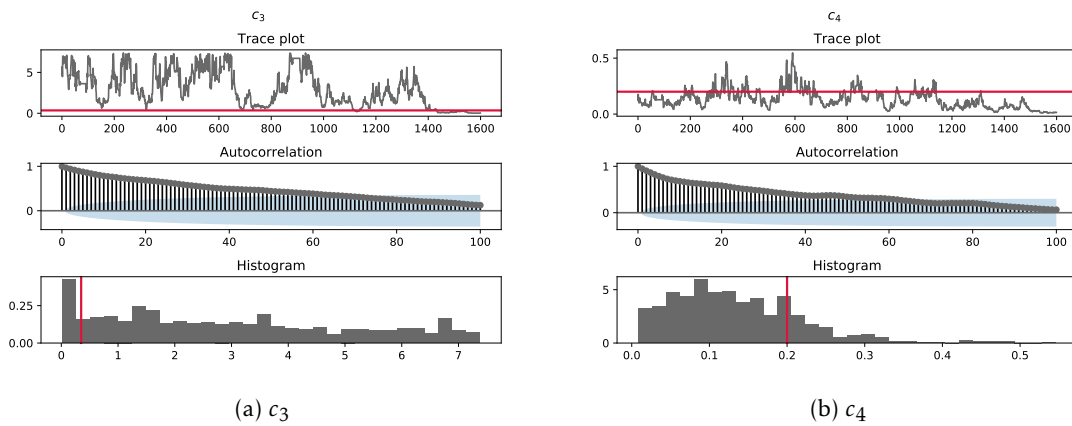 c3
Trace plot
5
0
0 200 400 600 800 1000 1200 1400 1600
Autocorrelation
1
0
0 20 40 60 80 100
Histogram
0.25
0.00
0 1 2 3 4 5 6 7
(a) c3
c4
Trace plot
0.5
0.0
0 200 400 600 800 1000 1200 1400 1600
Autocorrelation
1
0
0 20 40 60 80 100
Histogram
5
0
0.0 0.1 0.2 0.3 0.4 0.5
(b) c4